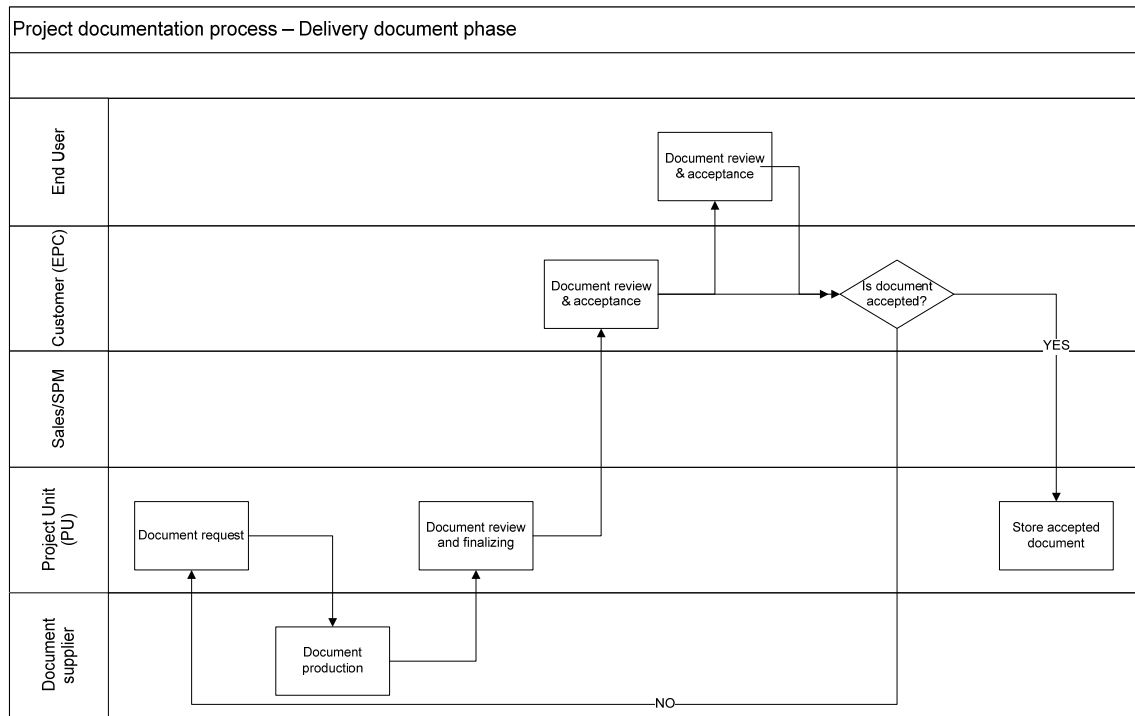 Project documentation process – Delivery document phase
End User
Document review
& acceptance
Customer (EPC)
Document review
& acceptance
Is document
accepted?
YES
Sales/SPM
Project Unit
(PU)
Document request
Document review
and finalizing
Store accepted
document
Document
supplier
Document
production
NO